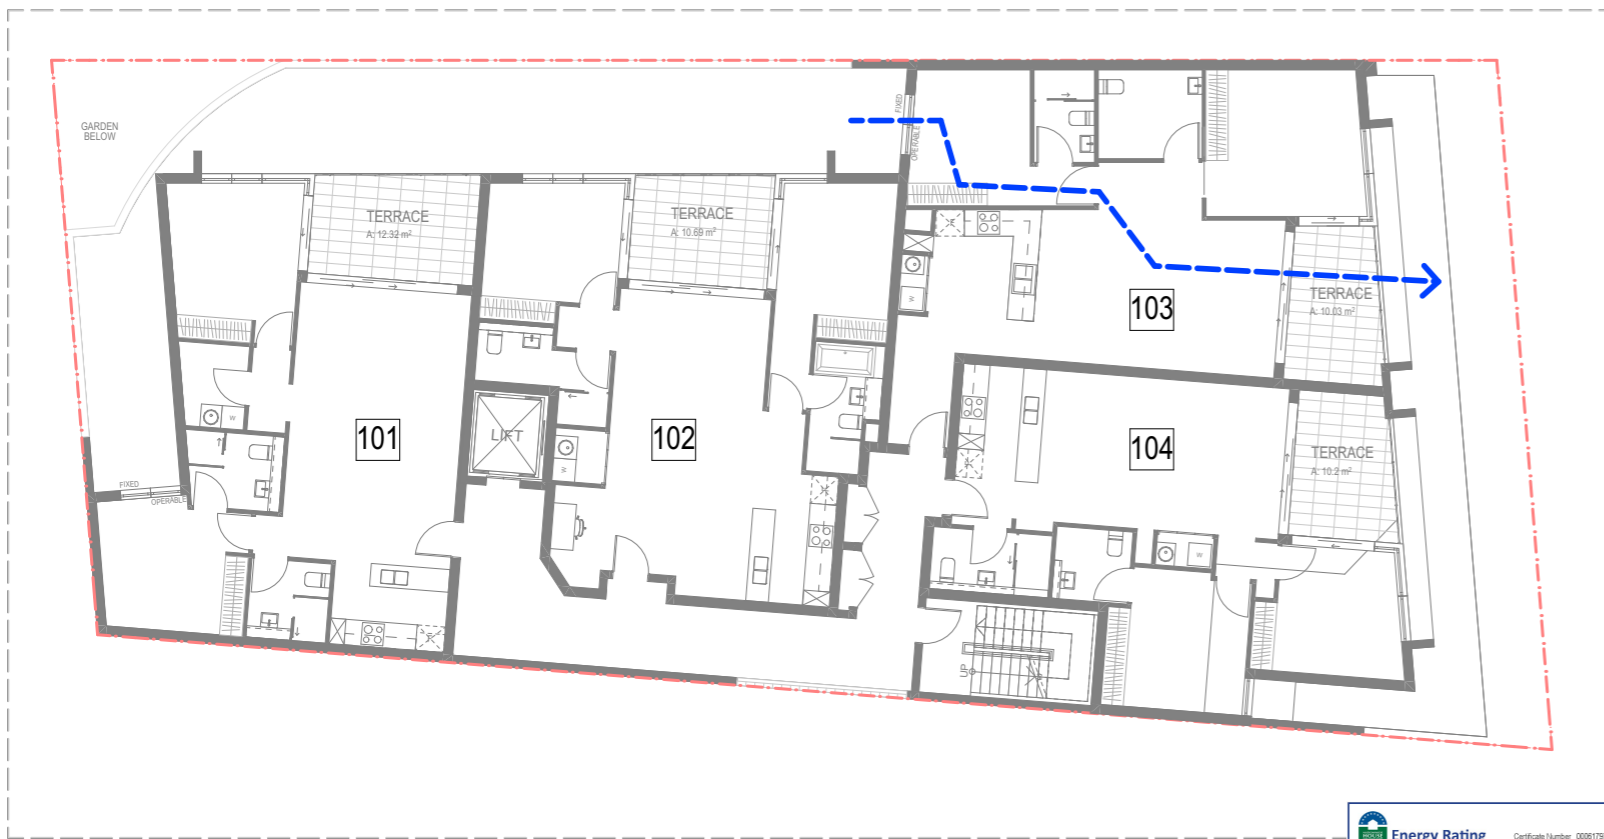 GARDEN
BELOW
FIXED
OPERABLE
TERRACE
A: 12.32 m²
TERRACE
A: 10.69 m²
W
103
TERRACE
A: 10.03 m²
W
101
LIFT
102
W
104
TERRACE
A: 10.2 m²
FIXED
OPERABLE
W
UP
Energy Rating
HOUSE